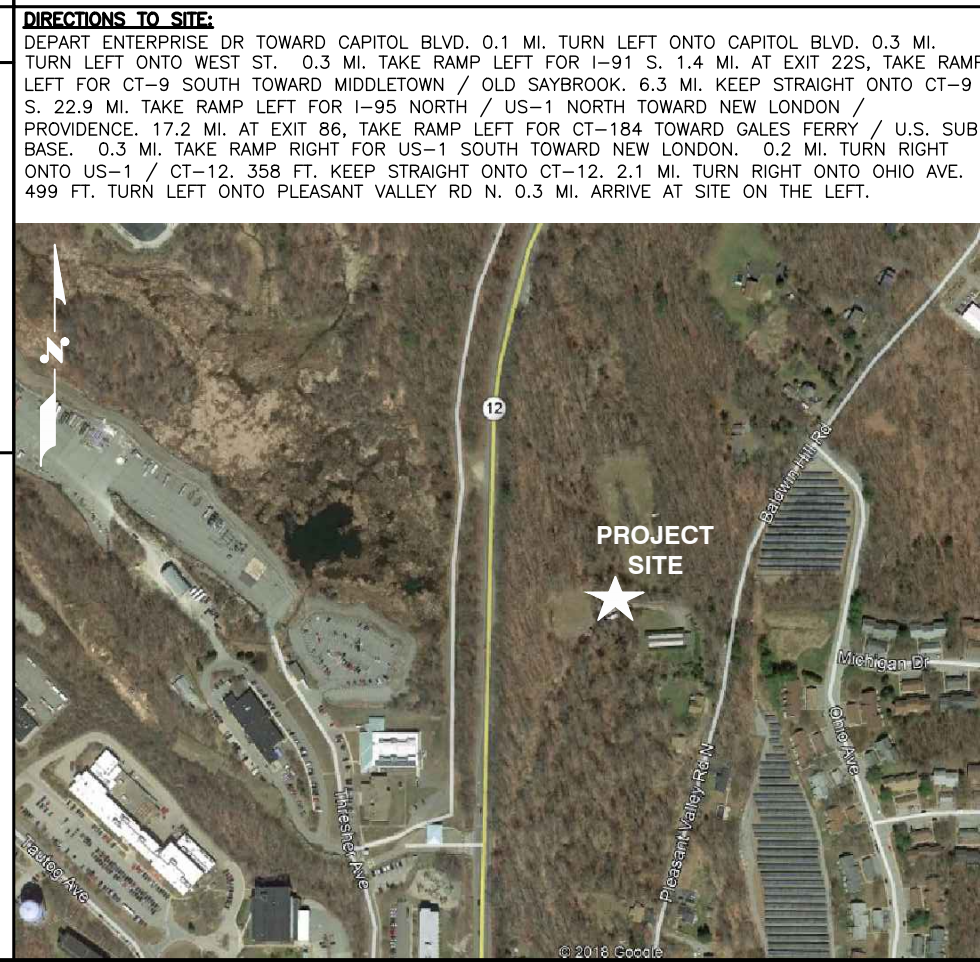 DIRECTIONS TO SITE:
DEPART ENTERPRISE DR TOWARD CAPITOL BLVD. 0.1 MI. TURN LEFT ONTO CAPITOL BLVD. 0.3 MI.
TURN LEFT ONTO WEST ST. 0.3 MI. TAKE RAMP LEFT FOR I-91 S. 1.4 MI. AT EXIT 22S, TAKE RAMP
LEFT FOR CT-9 SOUTH TOWARD MIDDLETOWN / OLD SAYBROOK. 6.3 MI. KEEP STRAIGHT ONTO CT-9
S. 22.9 MI. TAKE RAMP LEFT FOR I-95 NORTH / US-1 NORTH TOWARD NEW LONDON /
PROVIDENCE. 17.2 MI. AT EXIT 86, TAKE RAMP LEFT FOR CT-184 TOWARD GALES FERRY / U.S. SUB
BASE. 0.3 MI. TAKE RAMP RIGHT FOR US-1 SOUTH TOWARD NEW LONDON. 0.2 MI. TURN RIGHT
ONTO US-1 / CT-12. 358 FT. KEEP STRAIGHT ONTO CT-12. 2.1 MI. TURN RIGHT ONTO OHIO AVE.
499 FT. TURN LEFT ONTO PLEASANT VALLEY RD N. 0.3 MI. ARRIVE AT SITE ON THE LEFT.
N
12
Baldwin Hill Rd
PROJECT
SITE
Michigan Dr
Ohio Ave
Pleasant Valley Rd N
Thresher Ave
Tautog Ave
© 2018 Google